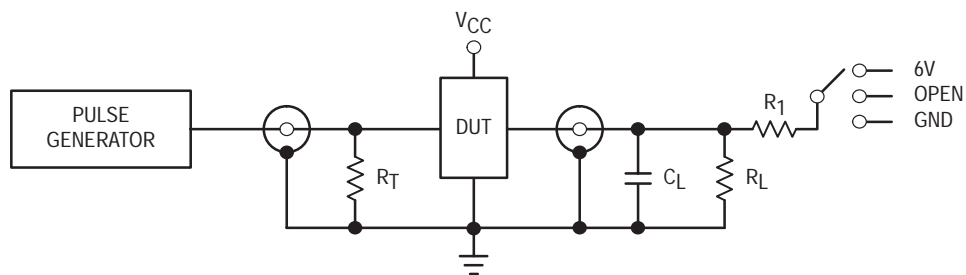 VCC
PULSE
GENERATOR
DUT
RT
CL
RL
R1
6V
OPEN
GND